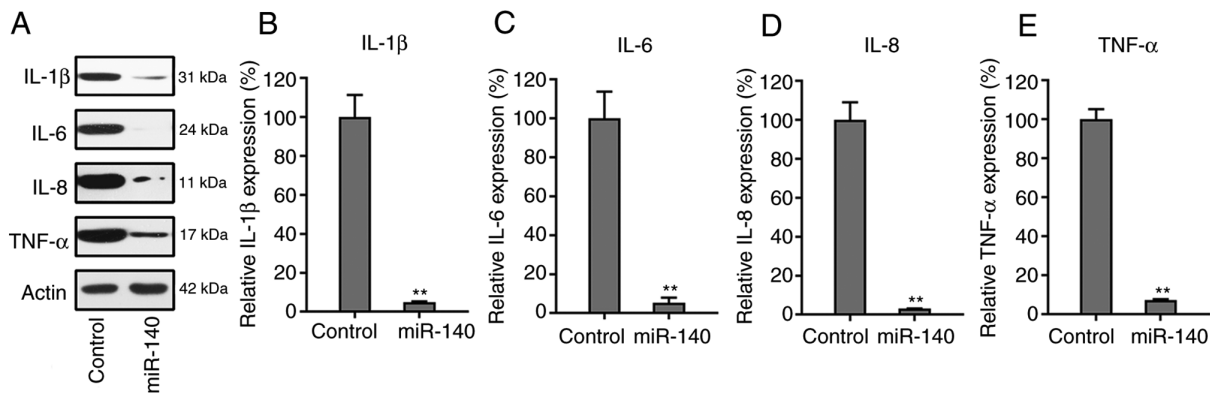 A
IL-1β 31 kDa
IL-6 24 kDa
IL-8 11 kDa
TNF-α 17 kDa
Actin 42 kDa
Control
miR-140
B
IL-1β
Relative IL-1β expression (%)
120
100
80
60
40
20
0
**
Control miR-140
C
IL-6
Relative IL-6 expression (%)
120
100
80
60
40
20
0
**
Control miR-140
D
IL-8
Relative IL-8 expression (%)
120
100
80
60
40
20
0
**
Control miR-140
E
TNF-α
Relative TNF-α expression (%)
120
100
80
60
40
20
0
**
Control miR-140